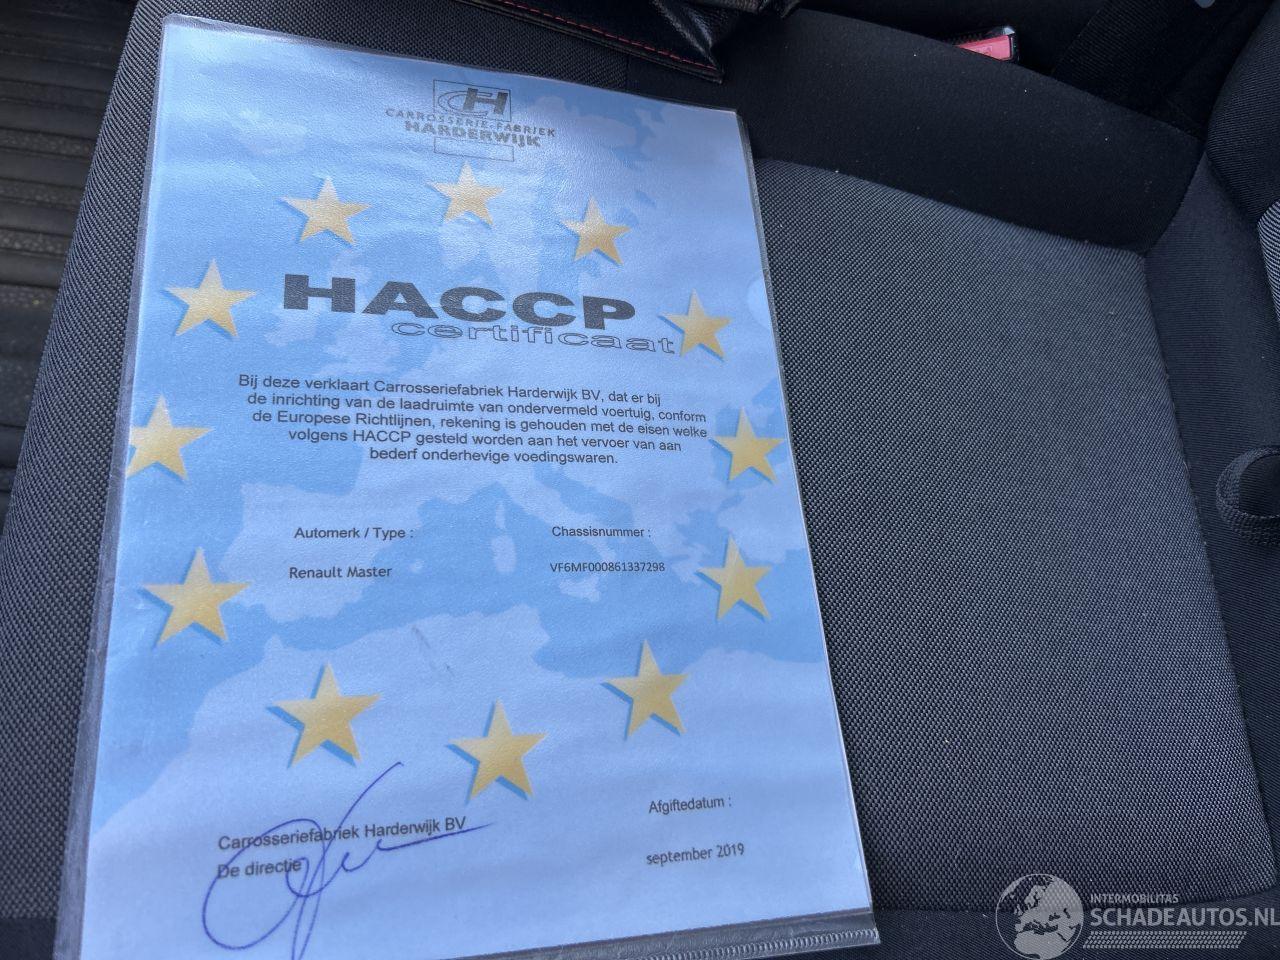 CH
CARROSSERIE-FABRIEK
HARDERWIJK
HACCP
certificaat
Bij deze verklaart Carrosseriefabriek Harderwijk BV, dat er bij
de inrichting van de laadruimte van ondervermeld voertuig, conform
de Europese Richtlijnen, rekening is gehouden met de eisen welke
volgens HACCP gesteld worden aan het vervoer van aan
bederf onderhevige voedingswaren.
Automerk / Type :
Chassisnummer :
Renault Master
VF6MF000861337298
Afgiftedatum :
Carrosseriefabriek Harderwijk BV
De directie
september 2019
INTERMOBILITAS
SCHADEAUTOS.NL